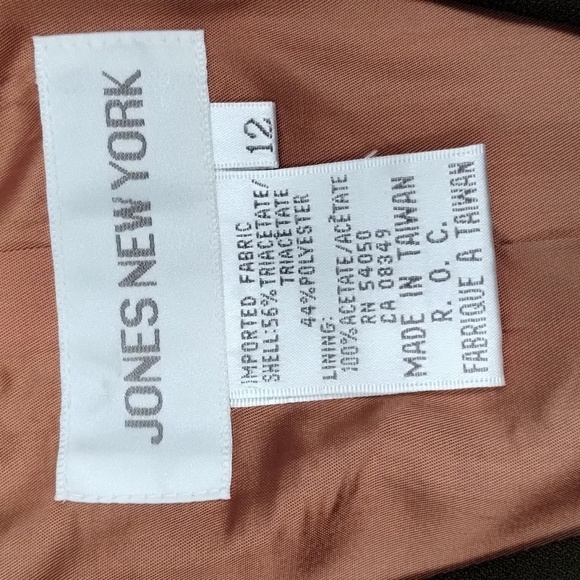 JONES NEW YORK
12
IMPORTED FABRIC
SHELL:56%TRIACETATE/
TRIACETATE
44%POLYESTER
LINING:
100%ACETATE/ACÉTATE
RN 54050
CA 08349
MADE IN TAIWAN
R. O. C.
FABRIQUE A TAIWAN